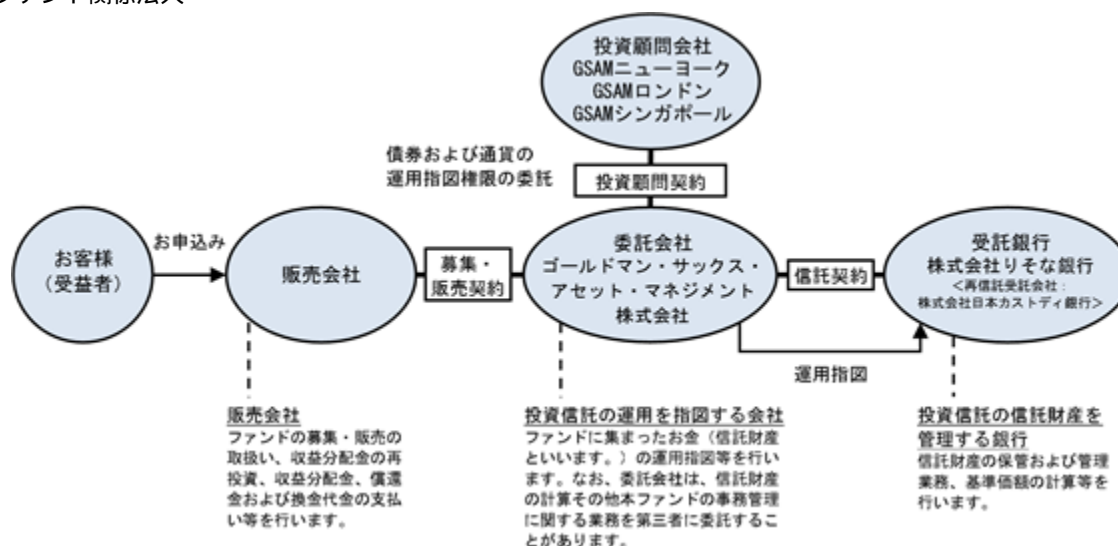 投資顧問会社
GSAMニューヨーク
GSAMロンドン
GSAMシンガポール
債券および通貨の
運用指図権限の委託
投資顧問契約
お客様
（受益者）
お申込み
販売会社
募集・
販売契約
委託会社
ゴールドマン・サックス・
アセット・マネジメント
株式会社
信託契約
受託銀行
株式会社りそな銀行
＜再信託受託会社：
株式会社日本カストディ銀行＞
運用指図
販売会社
ファンドの募集・販売の
取扱い、収益分配金の再
投資、収益分配金、償還
金および換金代金の支払
い等を行います。
投資信託の運用を指図する会社
ファンドに集まったお金（信託財産
といいます。）の運用指図等を行い
ます。なお、委託会社は、信託財産
の計算その他本ファンドの事務管理
に関する業務を第三者に委託するこ
とがあります。
投資信託の信託財産を
管理する銀行
信託財産の保管および管理
業務、基準価額の計算等を
行います。